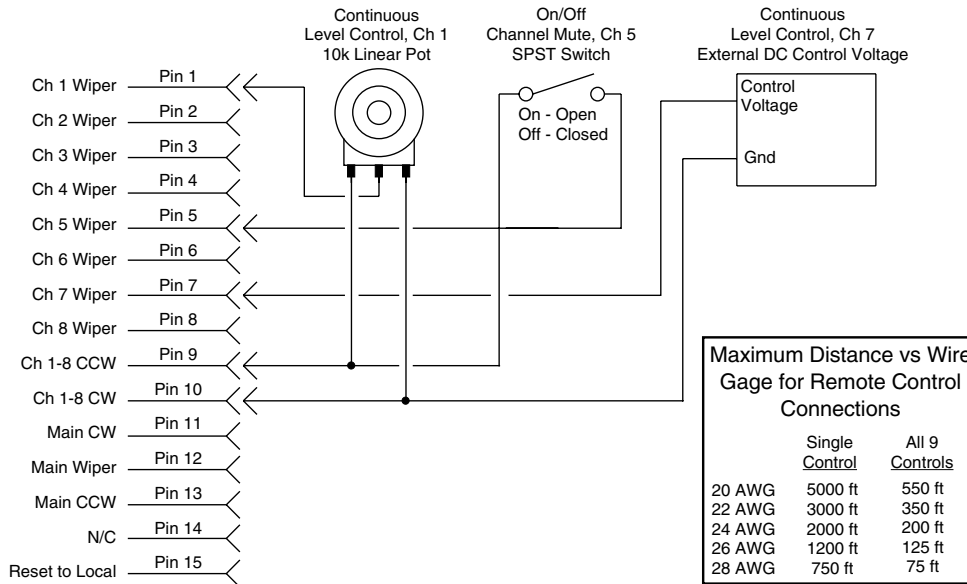 Continuous
Level Control, Ch 1
10k Linear Pot
On/Off
Channel Mute, Ch 5
SPST Switch
Continuous
Level Control, Ch 7
External DC Control Voltage
Ch 1 Wiper Pin 1
Ch 2 Wiper Pin 2
Ch 3 Wiper Pin 3
Ch 4 Wiper Pin 4
Ch 5 Wiper Pin 5
Ch 6 Wiper Pin 6
Ch 7 Wiper Pin 7
Ch 8 Wiper Pin 8
Ch 1-8 CCW Pin 9
Ch 1-8 CW Pin 10
Main CW Pin 11
Main Wiper Pin 12
Main CCW Pin 13
N/C Pin 14
Reset to Local Pin 15
On - Open
Off - Closed
Control
Voltage
Gnd
Maximum Distance vs Wire
Gage for Remote Control
Connections
Single All 9
Control Controls
20 AWG 5000 ft 550 ft
22 AWG 3000 ft 350 ft
24 AWG 2000 ft 200 ft
26 AWG 1200 ft 125 ft
28 AWG 750 ft 75 ft